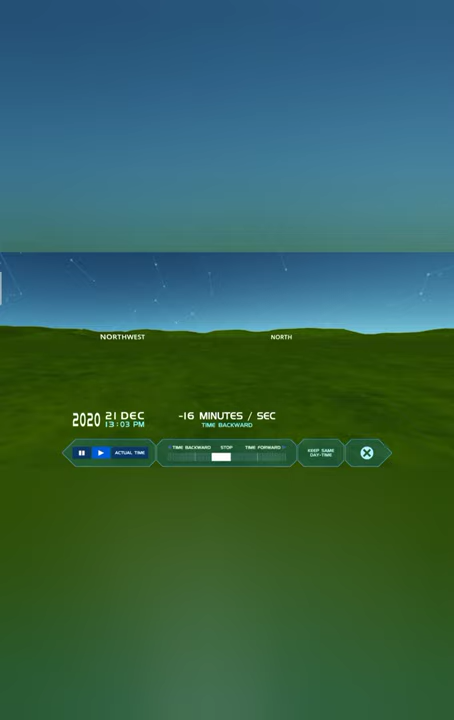 NORTHWEST NORTH
2020 21 DEC -16 MINUTES / SEC
13:03 PM TIME BACKWARD
TIME BACKWARD STOP TIME FORWARD
ACTUAL TIME
KEEP SAME
DAY-TIME